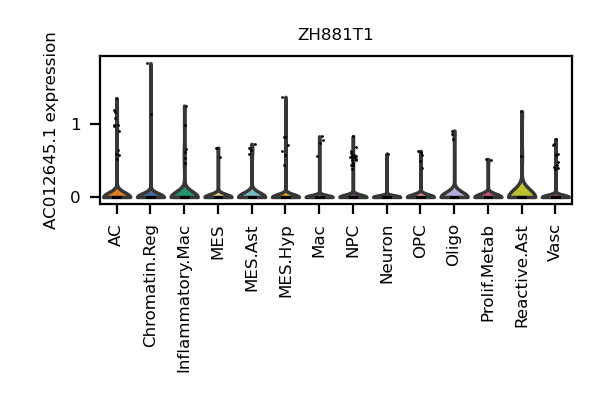 ZH881T1
AC012645.1 expression
1
0
AC
Chromatin.Reg
Inflammatory.Mac
MES
MES.Ast
MES.Hyp
Mac
NPC
Neuron
OPC
Oligo
Prolif.Metab
Reactive.Ast
Vasc